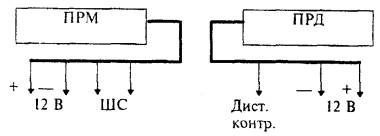 ПРМ
ПРД
+ — 12 В ШС
Дист. контр. — 12 В +